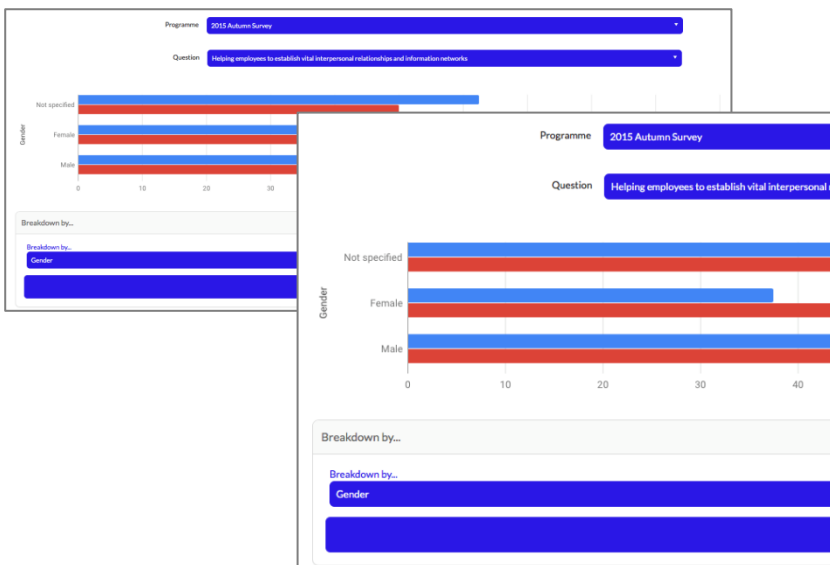 Programme 2015 Autumn Survey
Question Helping employees to establish vital interpersonal relationships and information networks
Gender
Not specified
Female
Male
0 10 20 30
Breakdown by...
Breakdown by...
Gender
Programme 2015 Autumn Survey
Question Helping employees to establish vital interpersonal
Gender
Not specified
Female
Male
0 10 20 30 40
Breakdown by...
Breakdown by...
Gender